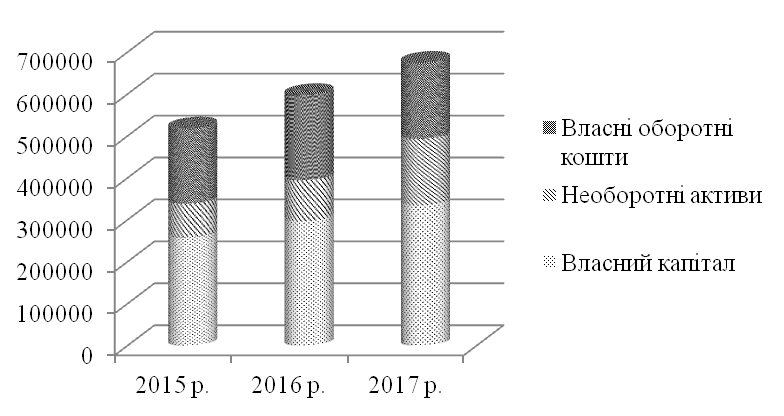 700000
600000
500000
400000
300000
200000
100000
0
2015 р.
2016 р.
2017 р.
Власні оборотні
кошти
Необоротні активи
Власний капітал